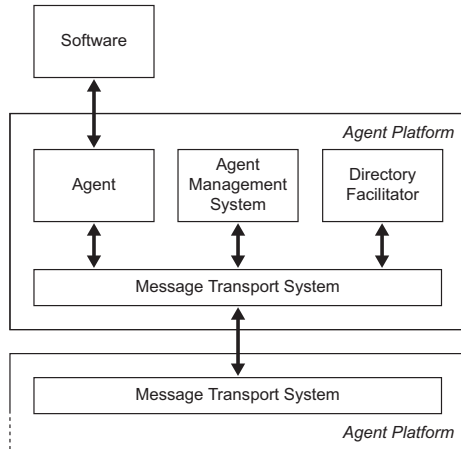 Software
Agent Platform
Agent
Agent
Management
System
Directory
Facilitator
Message Transport System
Message Transport System
Agent Platform